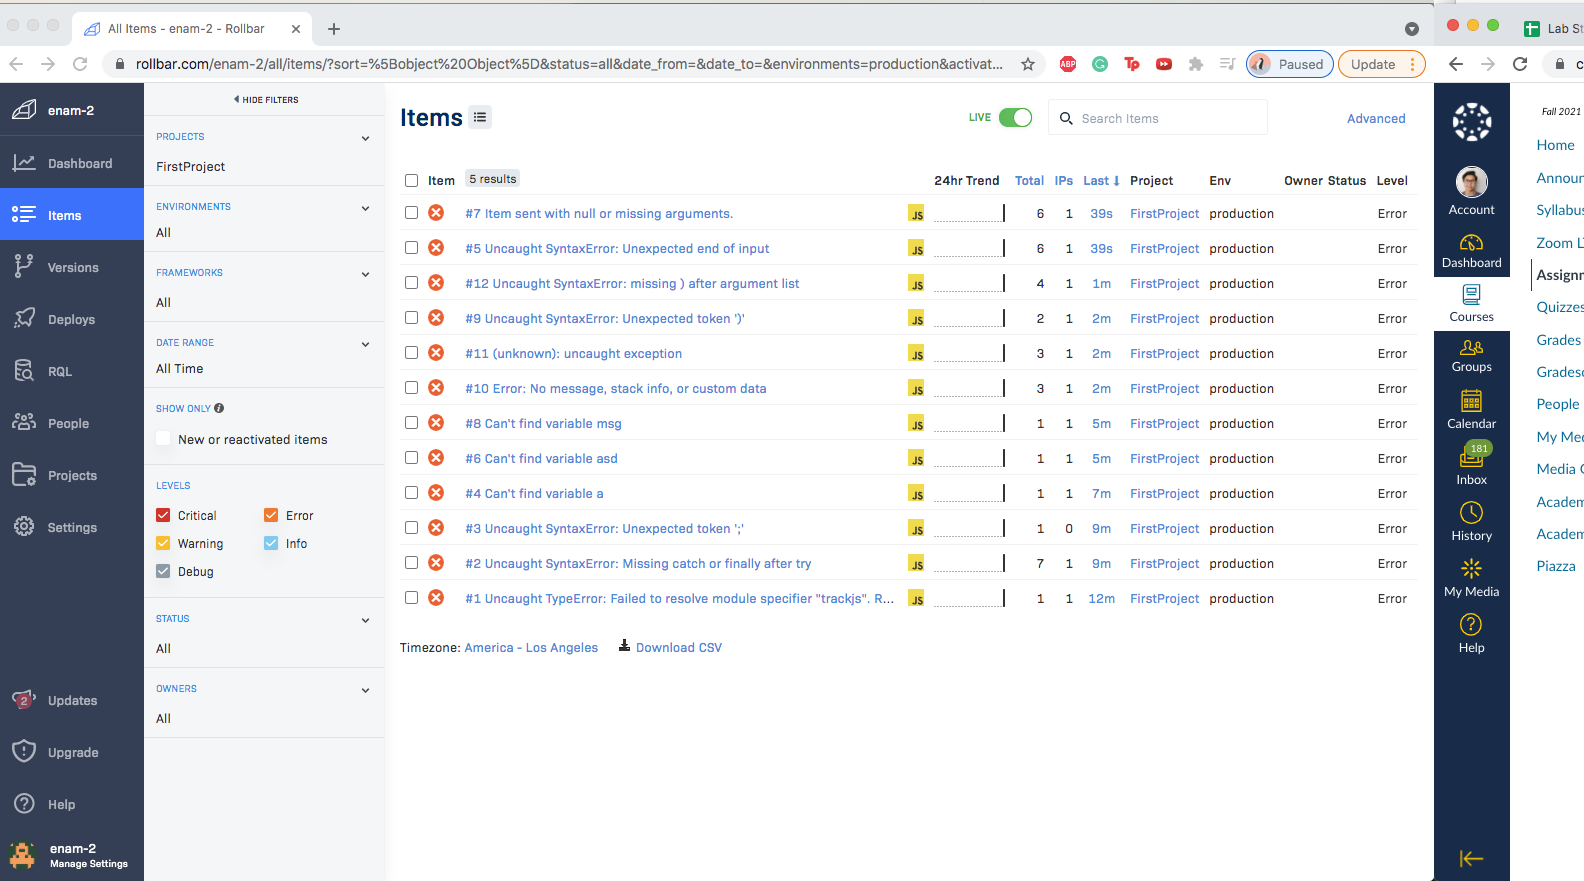 All Items - enam-2 - Rollbar
rollbar.com/enam-2/all/items/?sort=%5Bobject%20Object%5D&status=all&date_from=&date_to=&environments=production&activat...
ABP
Paused
Update
enam-2
Dashboard
Items
Versions
Deploys
RQL
People
Projects
Settings
2
Updates
Upgrade
Help
enam-2
Manage Settings
HIDE FILTERS
PROJECTS
FirstProject
ENVIRONMENTS
All
FRAMEWORKS
All
DATE RANGE
All Time
SHOW ONLY
New or reactivated items
LEVELS
Critical Error
Warning Info
Debug
STATUS
All
OWNERS
All
Items
LIVE
Search Items
Advanced
Item 5 results 24hr Trend Total IPs Last Project Env Owner Status Level
#7 Item sent with null or missing arguments. JS 6 1 39s FirstProject production Error
#5 Uncaught SyntaxError: Unexpected end of input JS 6 1 39s FirstProject production Error
#12 Uncaught SyntaxError: missing ) after argument list JS 4 1 1m FirstProject production Error
#9 Uncaught SyntaxError: Unexpected token ')' JS 2 1 2m FirstProject production Error
#11 (unknown): uncaught exception JS 3 1 2m FirstProject production Error
#10 Error: No message, stack info, or custom data JS 3 1 2m FirstProject production Error
#8 Can't find variable msg JS 1 1 5m FirstProject production Error
#6 Can't find variable asd JS 1 1 5m FirstProject production Error
#4 Can't find variable a JS 1 1 7m FirstProject production Error
#3 Uncaught SyntaxError: Unexpected token ';' JS 1 0 9m FirstProject production Error
#2 Uncaught SyntaxError: Missing catch or finally after try JS 7 1 9m FirstProject production Error
#1 Uncaught TypeError: Failed to resolve module specifier "trackjs". R... JS 1 1 12m FirstProject production Error
Timezone: America - Los Angeles Download CSV
Lab St
c
Account
Dashboard
Courses
Groups
Calendar
181
Inbox
History
My Media
Help
Fall 2021
Home
Announ
Syllabus
Zoom LT
Assignm
Quizzes
Grades
Gradesc
People
My Med
Media G
Academ
Academ
Piazza